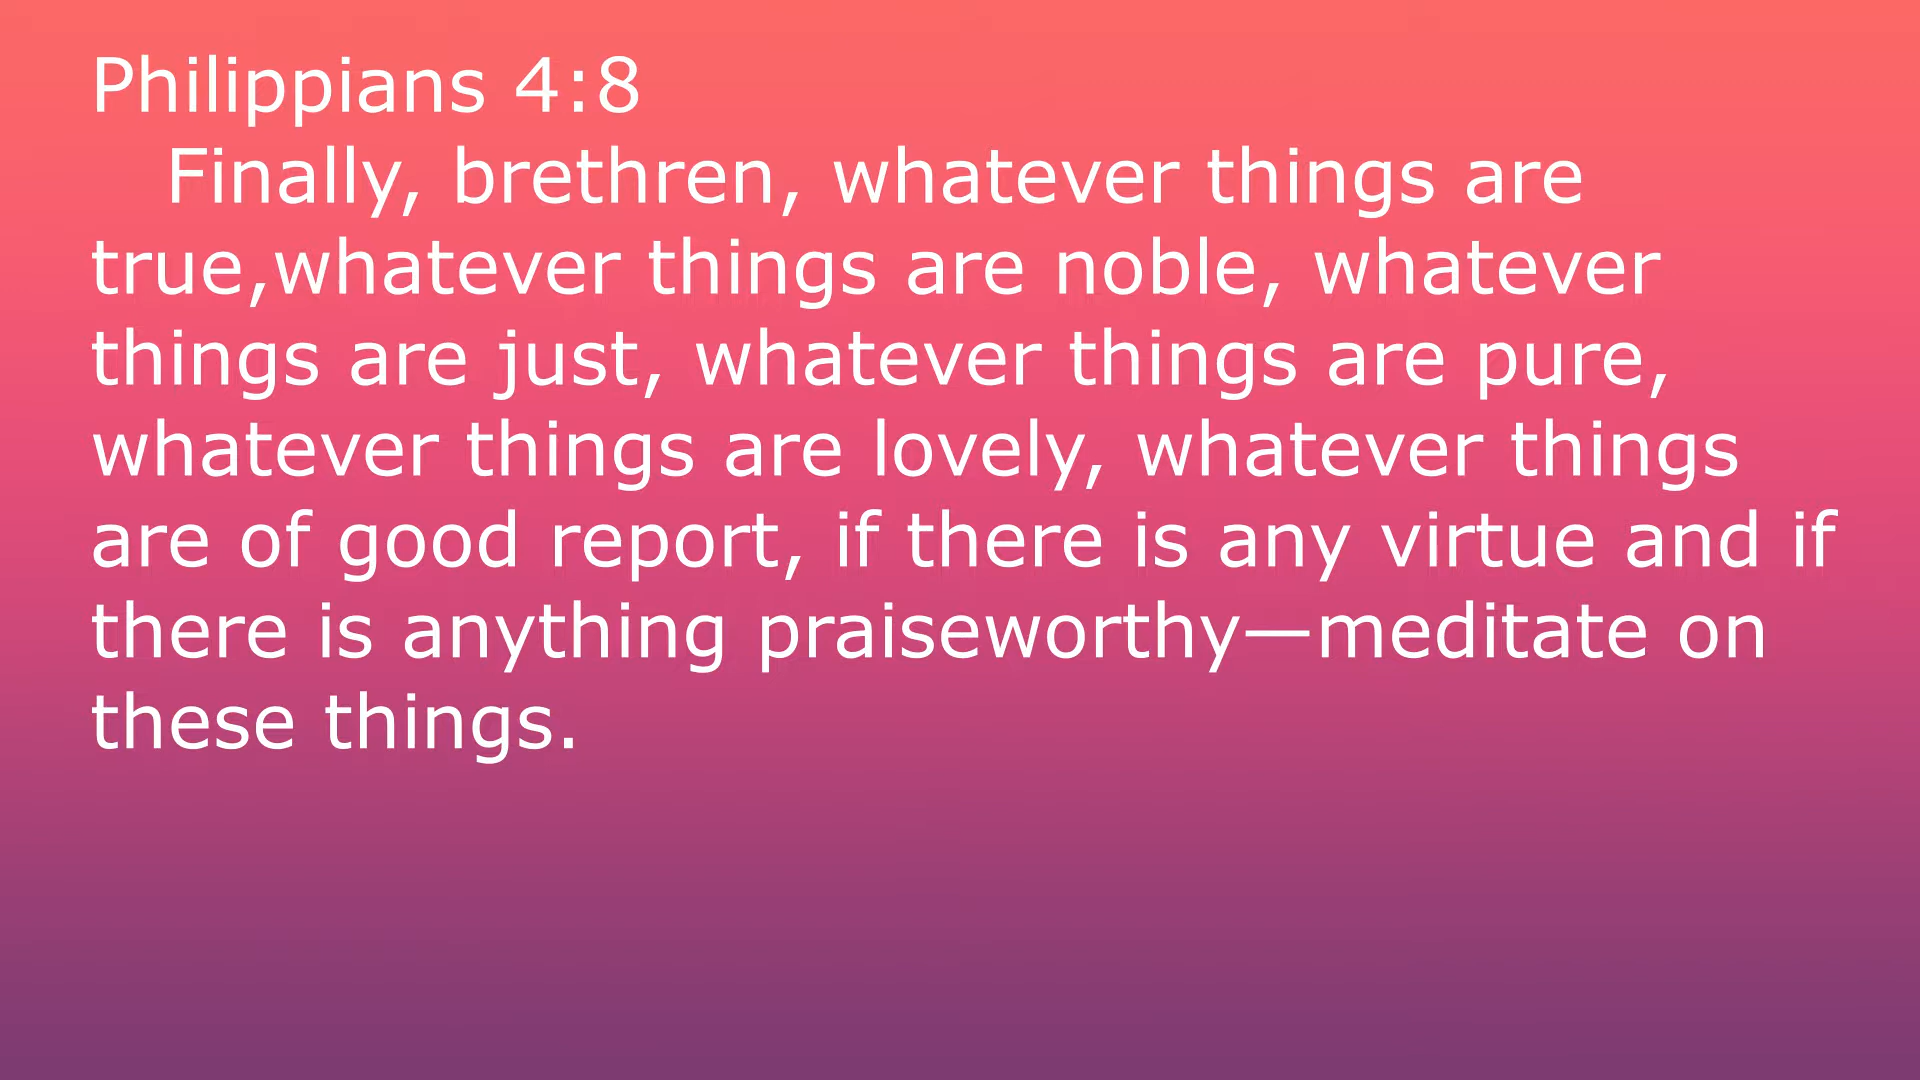 Philippians 4:8
Finally, brethren, whatever things are
true,whatever things are noble, whatever
things are just, whatever things are pure,
whatever things are lovely, whatever things
are of good report, if there is any virtue and if
there is anything praiseworthy—meditate on
these things.